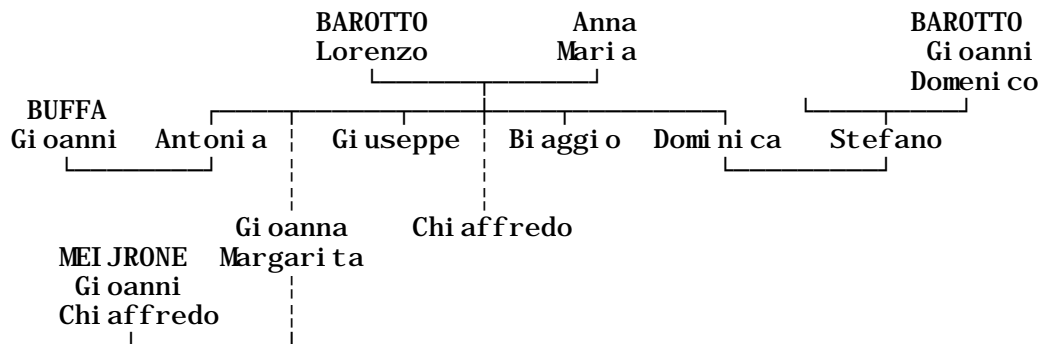 BAROTTO Anna BAROTTO
Lorenzo Maria Gioanni
Domenico
BUFFA
Gioanni Antonia Giuseppe Biaggio Dominica Stefano
Gioanna Chiaffredo
MEIJRONE Margarita
Gioanni
Chiaffredo